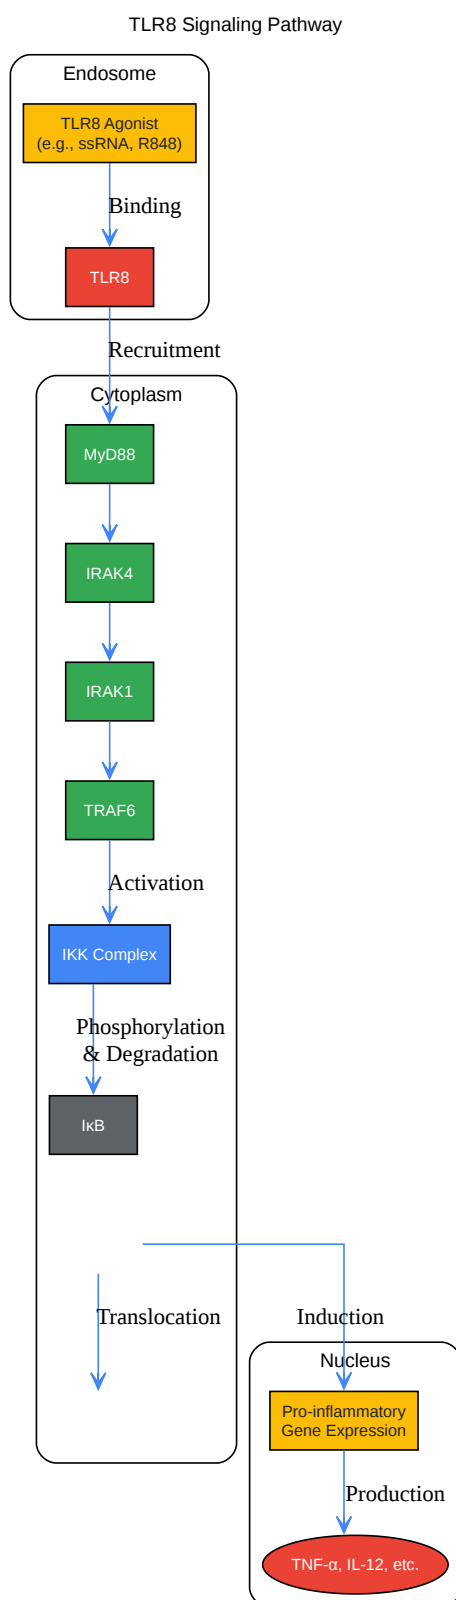 TLR8 Signaling Pathway
Endosome
TLR8 Agonist
(e.g., ssRNA, R848)
Binding
TLR8
Recruitment
Cytoplasm
MyD88
IRAK4
IRAK1
TRAF6
Activation
IKK Complex
Phosphorylation
& Degradation
IκB
Translocation
Induction
Nucleus
Pro-inflammatory
Gene Expression
Production
TNF-α, IL-12, etc.